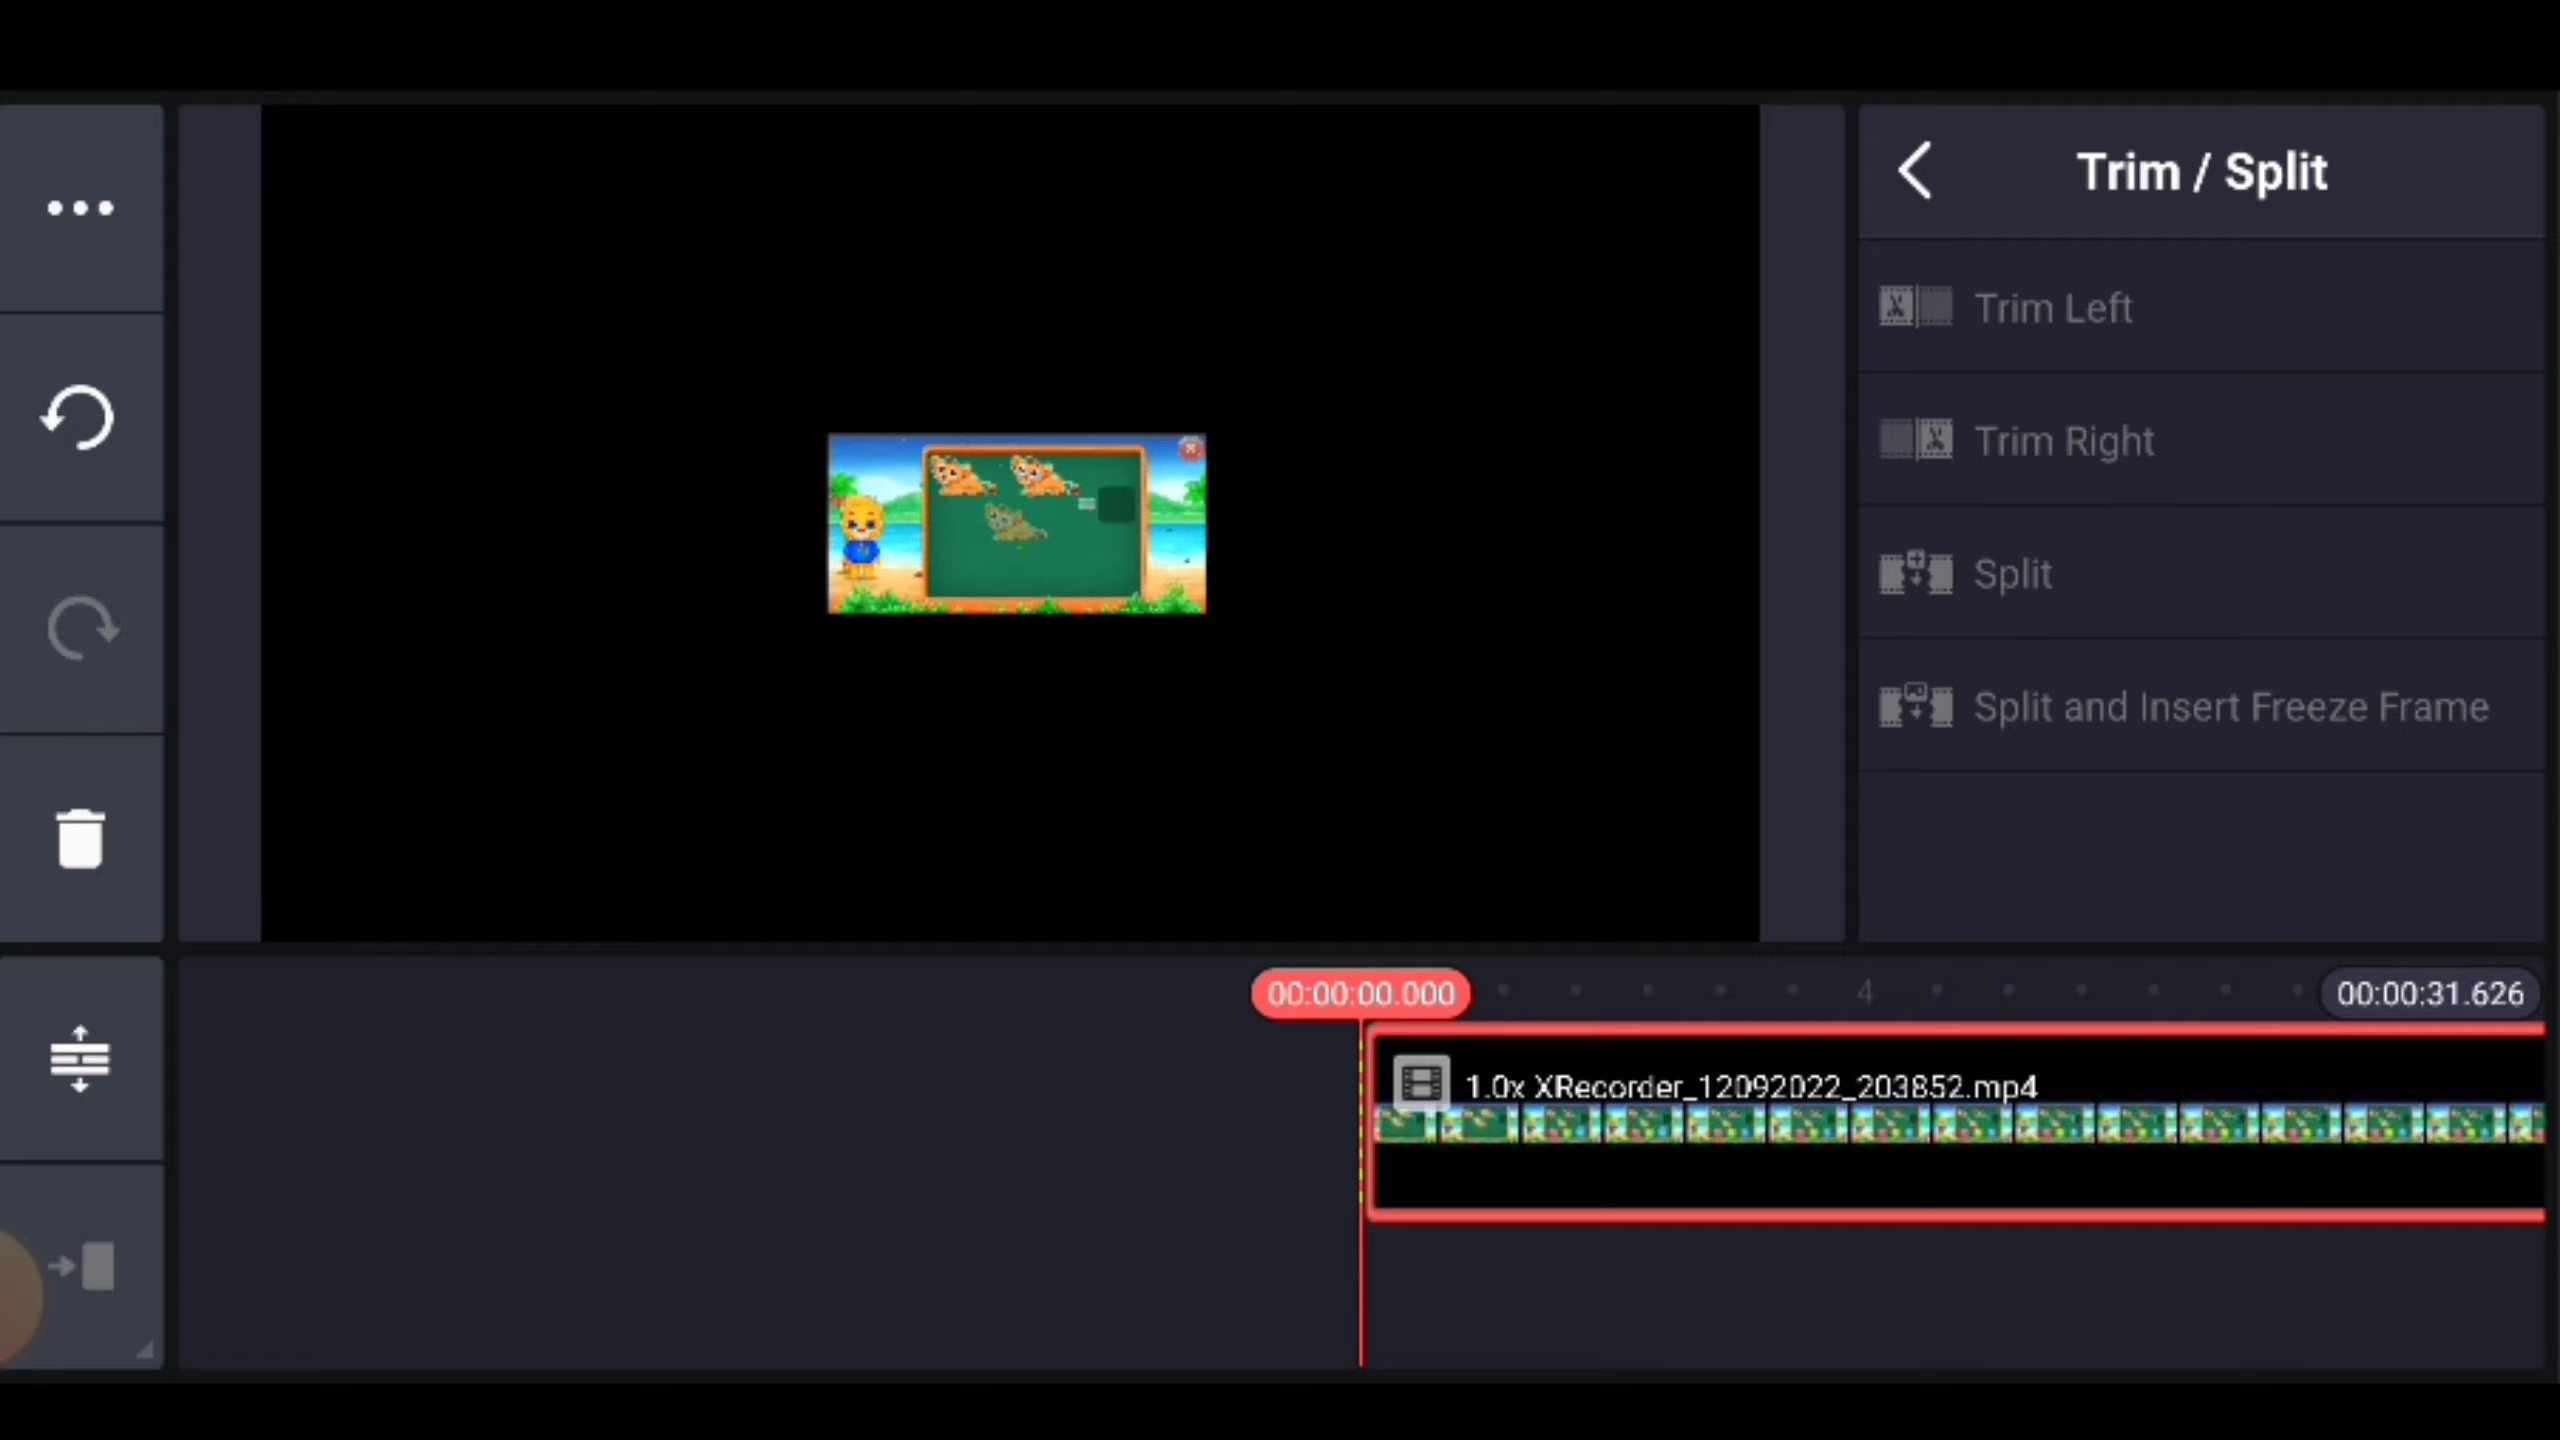 Trim / Split
Trim Left
Trim Right
Split
Split and Insert Freeze Frame
00:00:00.000
4
00:00:31.626
1.0x XRecorder_12092022_203852.mp4